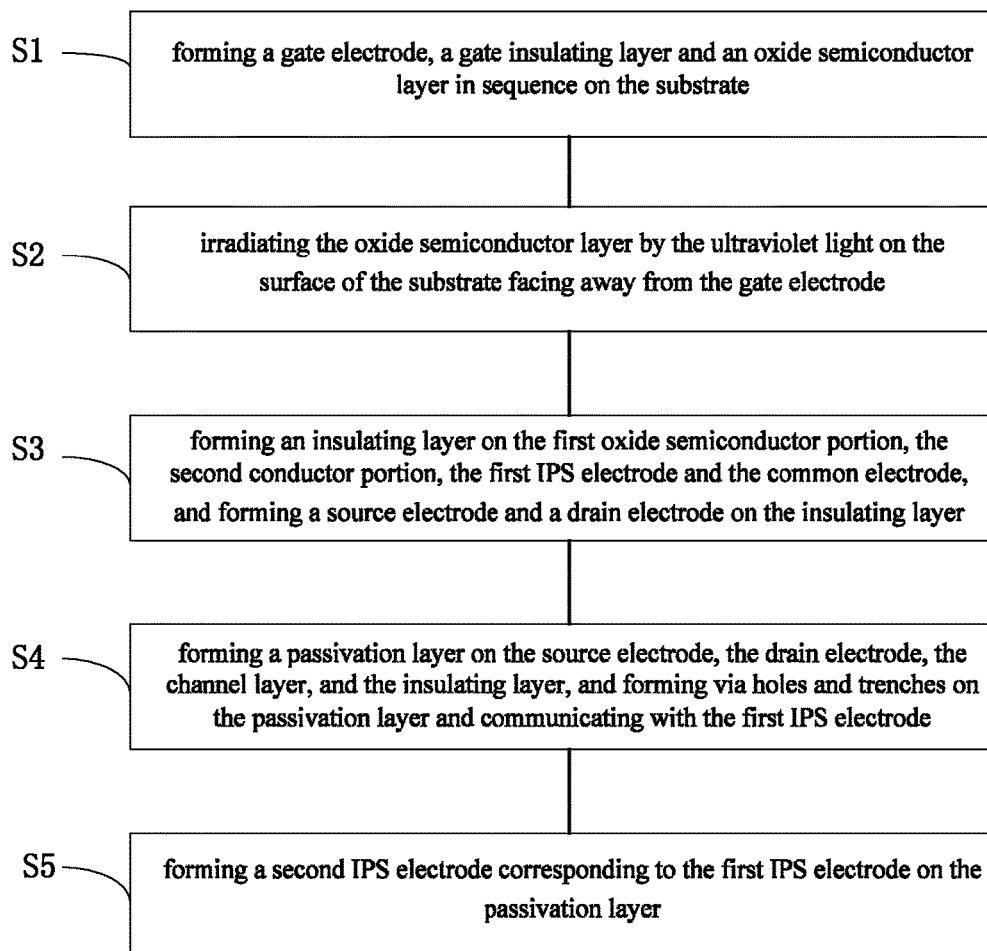 S1
forming a gate electrode, a gate insulating layer and an oxide semiconductor
layer in sequence on the substrate
S2
irradiating the oxide semiconductor layer by the ultraviolet light on the
surface of the substrate facing away from the gate electrode
S3
forming an insulating layer on the first oxide semiconductor portion, the
second conductor portion, the first IPS electrode and the common electrode,
and forming a source electrode and a drain electrode on the insulating layer
S4
forming a passivation layer on the source electrode, the drain electrode, the
channel layer, and the insulating layer, and forming via holes and trenches on
the passivation layer and communicating with the first IPS electrode
S5
forming a second IPS electrode corresponding to the first IPS electrode on the
passivation layer